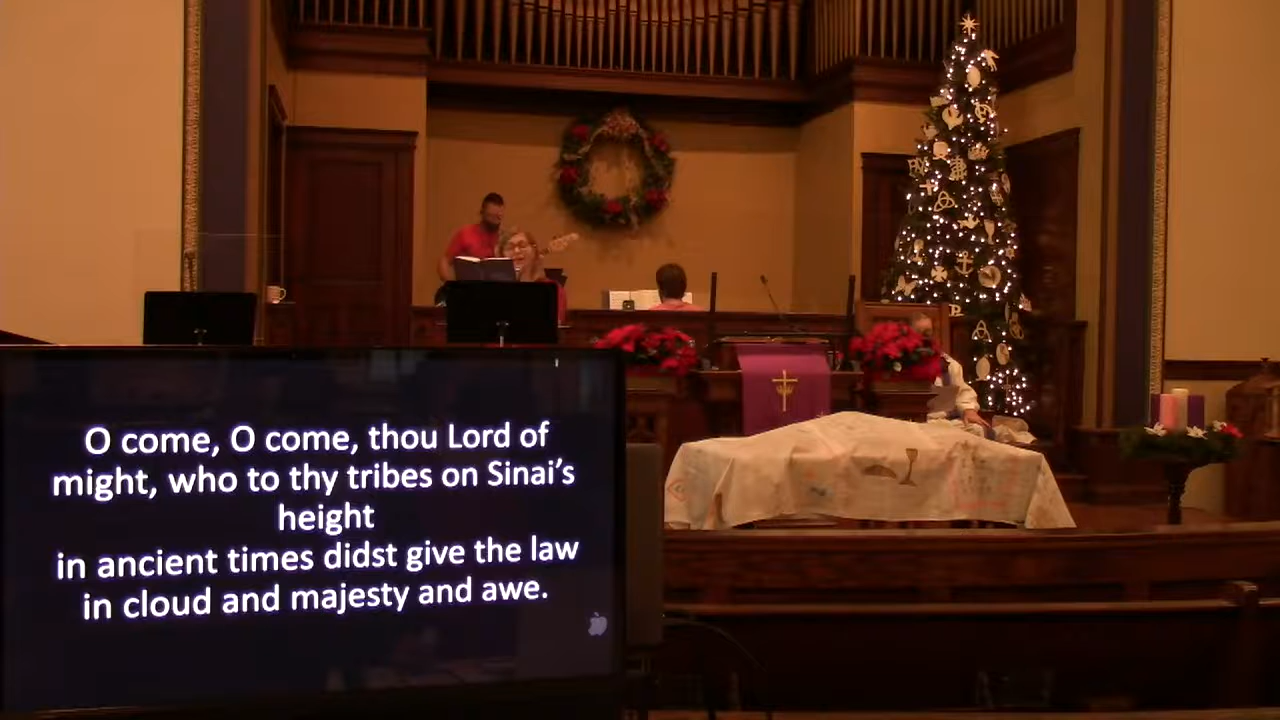 O come, O come, thou Lord of
might, who to thy tribes on Sinai's
height
in ancient times didst give the law
in cloud and majesty and awe.